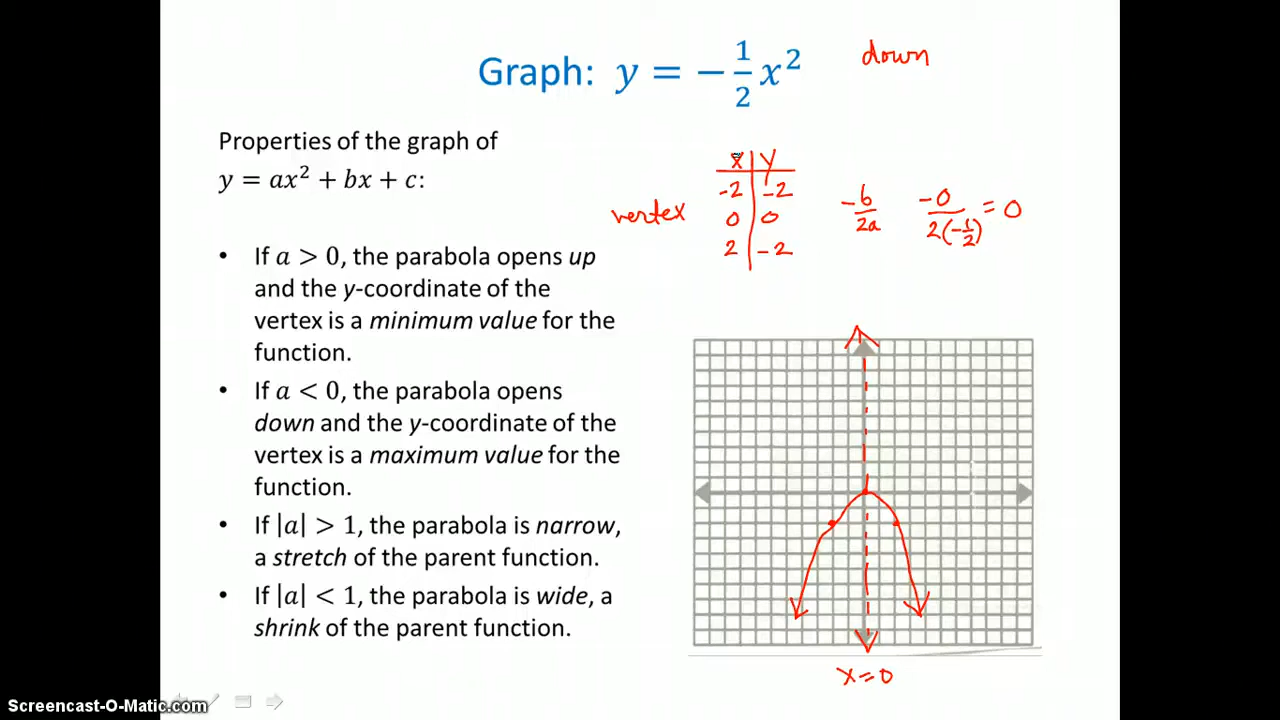 Graph: y = −1/2 x² down
Properties of the graph of
y = ax² + bx + c:
x y
-2 -2
vertex 0 0
2 -2
-b/2a -0/2(-1/2) = 0
• If a > 0, the parabola opens up
and the y-coordinate of the
vertex is a minimum value for the
function.
• If a < 0, the parabola opens
down and the y-coordinate of the
vertex is a maximum value for the
function.
• If |a| > 1, the parabola is narrow,
a stretch of the parent function.
• If |a| < 1, the parabola is wide, a
shrink of the parent function.
x=0
Screencast-O-Matic.com